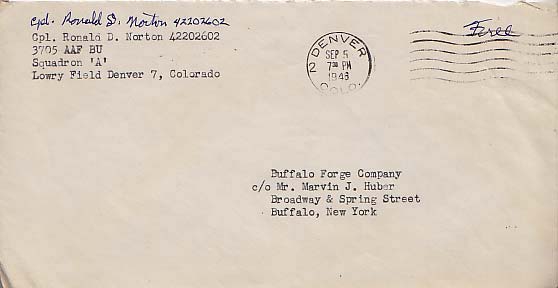 Cpl. Ronald D. Norton 42202602
Cpl. Ronald D. Norton 42202602
3705 AAF BU
Squadron 'A'
Lowry Field Denver 7, Colorado
DENVER
2
SEP 5
7 30 PM
1946
COLO.
Free
Buffalo Forge Company
c/o Mr. Marvin J. Huber
Broadway & Spring Street
Buffalo, New York